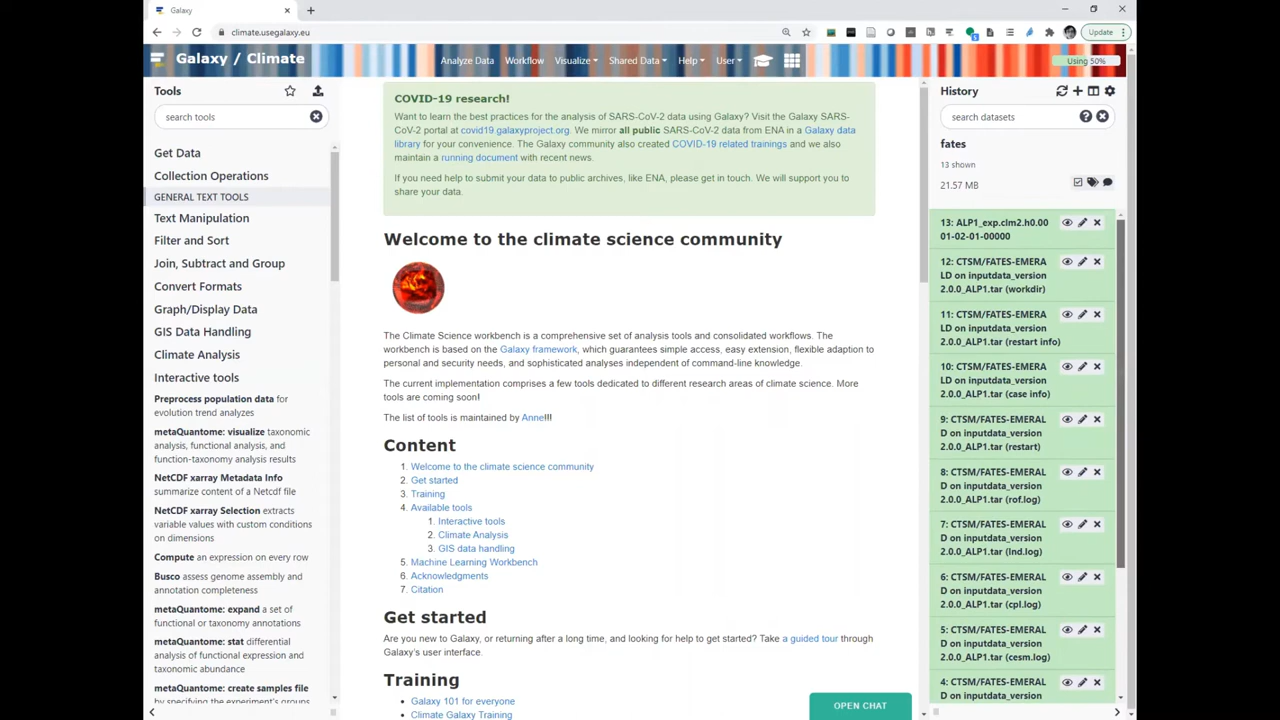 Galaxy
climate.usegalaxy.eu
Update
Galaxy / Climate
Analyze Data
Workflow
Visualize
Shared Data
Help
User
Using 50%
Tools
search tools
Get Data
Collection Operations
GENERAL TEXT TOOLS
Text Manipulation
Filter and Sort
Join, Subtract and Group
Convert Formats
Graph/Display Data
GIS Data Handling
Climate Analysis
Interactive tools
Preprocess population data for
evolution trend analyzes
metaQuantome: visualize taxonomic
analysis, functional analysis, and
function-taxonomy analysis results
NetCDF xarray Metadata Info
summarize content of a Netcdf file
NetCDF xarray Selection extracts
variable values with custom conditions
on dimensions
Compute an expression on every row
Busco assess genome assembly and
annotation completeness
metaQuantome: expand a set of
functional or taxonomy annotations
metaQuantome: stat differential
analysis of functional expression and
taxonomic abundance
metaQuantome: create samples file
by specifying the experiment's groups
COVID-19 research!
Want to learn the best practices for the analysis of SARS-CoV-2 data using Galaxy? Visit the Galaxy SARS-
CoV-2 portal at covid19.galaxyproject.org. We mirror all public SARS-CoV-2 data from ENA in a Galaxy data
library for your convenience. The Galaxy community also created COVID-19 related trainings and we also
maintain a running document with recent news.
If you need help to submit your data to public archives, like ENA, please get in touch. We will support you to
share your data.
Welcome to the climate science community
The Climate Science workbench is a comprehensive set of analysis tools and consolidated workflows. The
workbench is based on the Galaxy framework, which guarantees simple access, easy extension, flexible adaption to
personal and security needs, and sophisticated analyses independent of command-line knowledge.
The current implementation comprises a few tools dedicated to different research areas of climate science. More
tools are coming soon!
The list of tools is maintained by Anne!!!
Content
1. Welcome to the climate science community
2. Get started
3. Training
4. Available tools
1. Interactive tools
2. Climate Analysis
3. GIS data handling
5. Machine Learning Workbench
6. Acknowledgments
7. Citation
Get started
Are you new to Galaxy, or returning after a long time, and looking for help to get started? Take a guided tour through
Galaxy's user interface.
Training
Galaxy 101 for everyone
Climate Galaxy Training
OPEN CHAT
History
search datasets
fates
13 shown
21.57 MB
13: ALP1_exp.clm2.h0.00
01-02-01-00000
12: CTSM/FATES-EMERA
LD on inputdata_version
2.0.0_ALP1.tar (workdir)
11: CTSM/FATES-EMERA
LD on inputdata_version
2.0.0_ALP1.tar (restart info)
10: CTSM/FATES-EMERA
LD on inputdata_version
2.0.0_ALP1.tar (case info)
9: CTSM/FATES-EMERAL
D on inputdata_version
2.0.0_ALP1.tar (restart)
8: CTSM/FATES-EMERAL
D on inputdata_version
2.0.0_ALP1.tar (rof.log)
7: CTSM/FATES-EMERAL
D on inputdata_version
2.0.0_ALP1.tar (lnd.log)
6: CTSM/FATES-EMERAL
D on inputdata_version
2.0.0_ALP1.tar (cpl.log)
5: CTSM/FATES-EMERAL
D on inputdata_version
2.0.0_ALP1.tar (cesm.log)
4: CTSM/FATES-EMERAL
D on inputdata_version